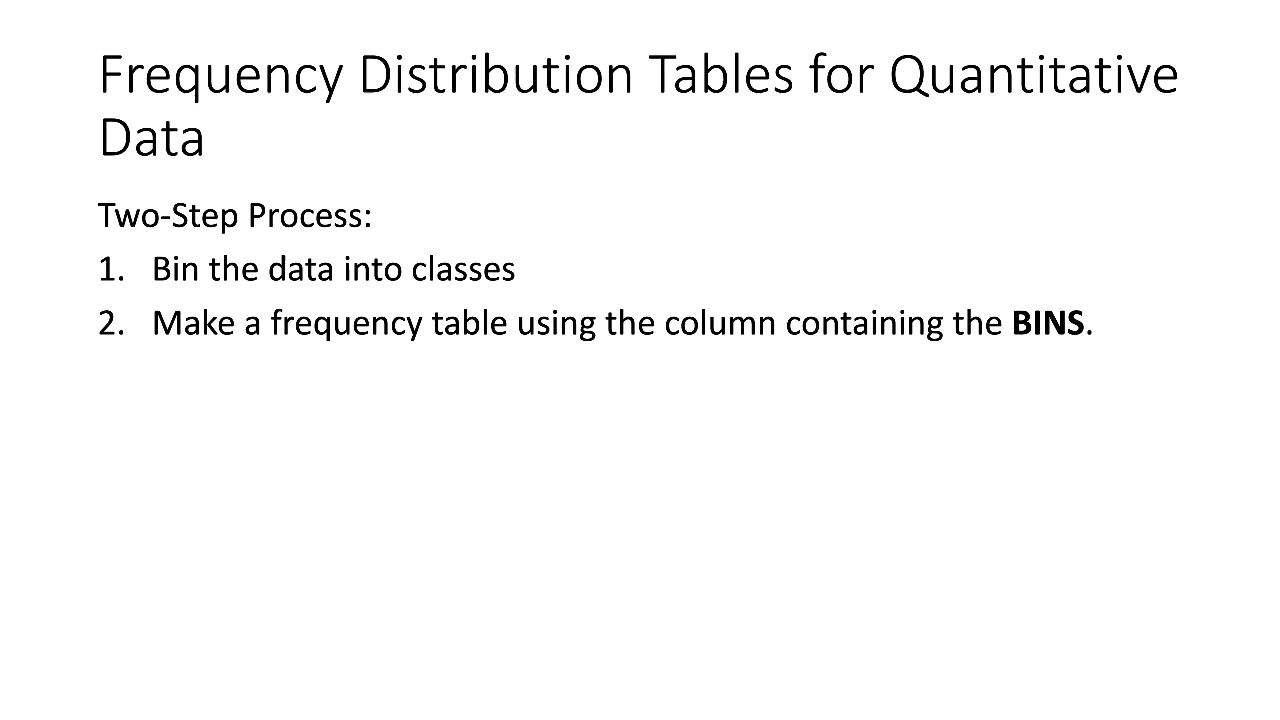 Frequency Distribution Tables for Quantitative
Data
Two-Step Process:
1. Bin the data into classes
2. Make a frequency table using the column containing the BINS.